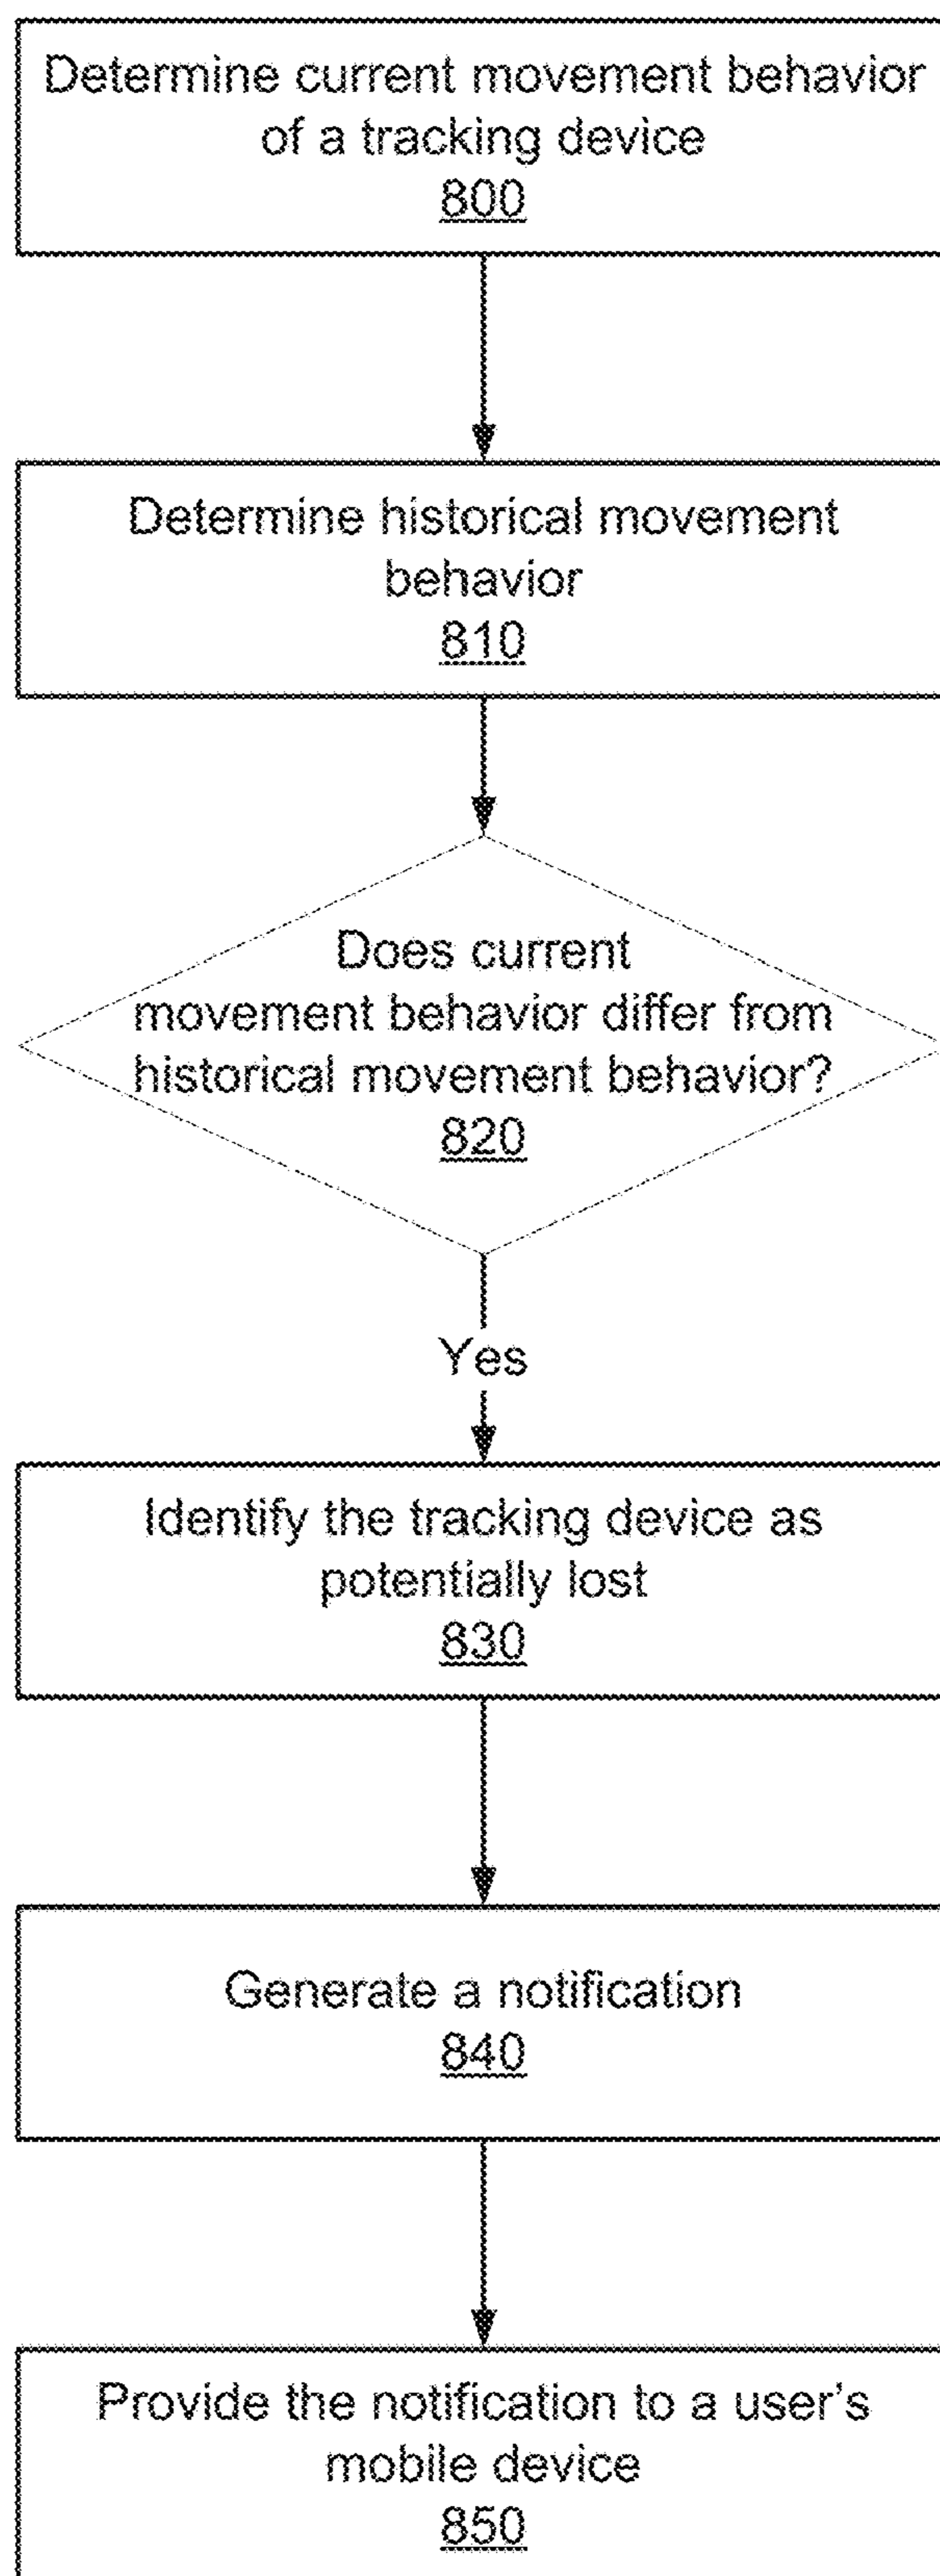 Determine current movement behavior
of a tracking device
800
Determine historical movement
behavior
810
Does current
movement behavior differ from
historical movement behavior?
820
Yes
Identify the tracking device as
potentially lost
830
Generate a notification
840
Provide the notification to a user's
mobile device
850